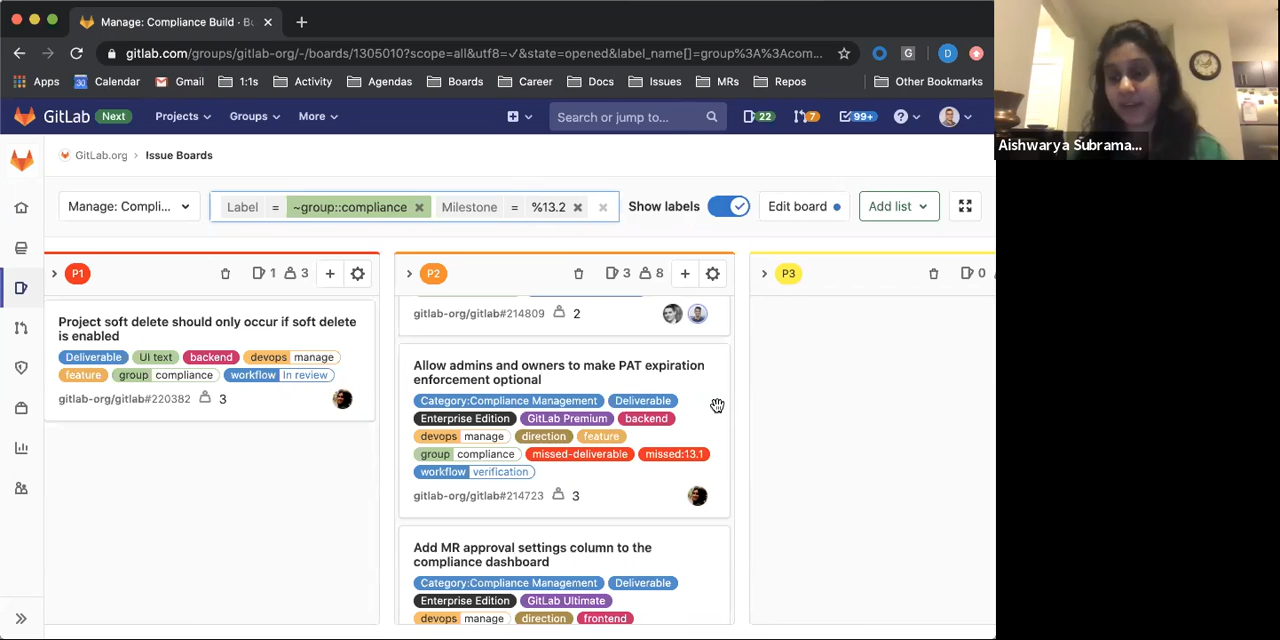 Manage: Compliance Build · Bo
gitlab.com/groups/gitlab-org/-/boards/1305010?scope=all&utf8=✓&state=opened&label_name[]=group%3A%3Acom...
G
D
Apps Calendar Gmail 1:1s Activity Agendas Boards Career Docs Issues MRs Repos Other Bookmarks
GitLab Next Projects Groups More Search or jump to... 22 7 99+
Aishwarya Subrama...
GitLab.org › Issue Boards
Manage: Compli... Label = ~group::compliance Milestone = %13.2 Show labels Edit board Add list
P1 1 3
Project soft delete should only occur if soft delete
is enabled
Deliverable UI text backend devops manage
feature group compliance workflow In review
gitlab-org/gitlab#220382 3
P2 3 8
gitlab-org/gitlab#214809 2
Allow admins and owners to make PAT expiration
enforcement optional
Category:Compliance Management Deliverable
Enterprise Edition GitLab Premium backend
devops manage direction feature
group compliance missed-deliverable missed:13.1
workflow verification
gitlab-org/gitlab#214723 3
Add MR approval settings column to the
compliance dashboard
Category:Compliance Management Deliverable
Enterprise Edition GitLab Ultimate
devops manage direction frontend
P3 0